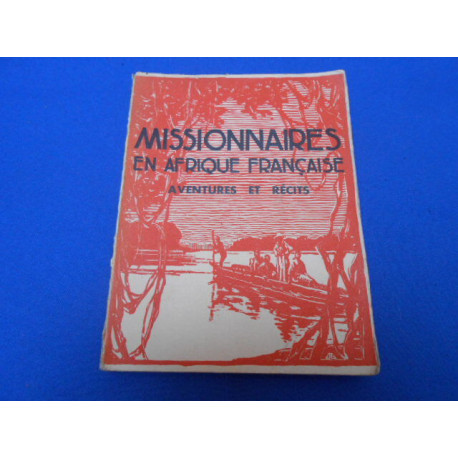 MISSIONNAIRES
EN AFRIQUE FRANÇAISE
AVENTURES ET RÉCITS